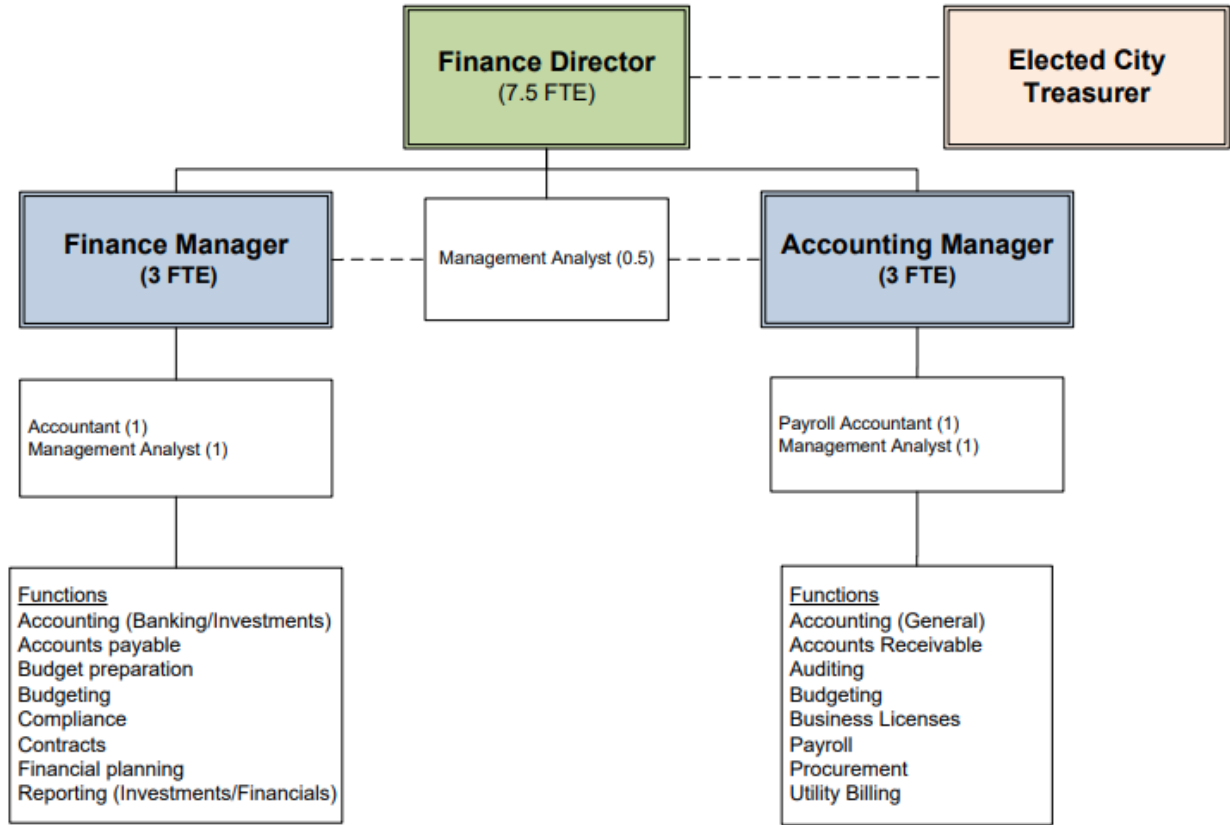 Finance Director
(7.5 FTE)
Elected City
Treasurer
Finance Manager
(3 FTE)
Management Analyst (0.5)
Accounting Manager
(3 FTE)
Accountant (1)
Management Analyst (1)
Payroll Accountant (1)
Management Analyst (1)
Functions
Accounting (Banking/Investments)
Accounts payable
Budget preparation
Budgeting
Compliance
Contracts
Financial planning
Reporting (Investments/Financials)
Functions
Accounting (General)
Accounts Receivable
Auditing
Budgeting
Business Licenses
Payroll
Procurement
Utility Billing